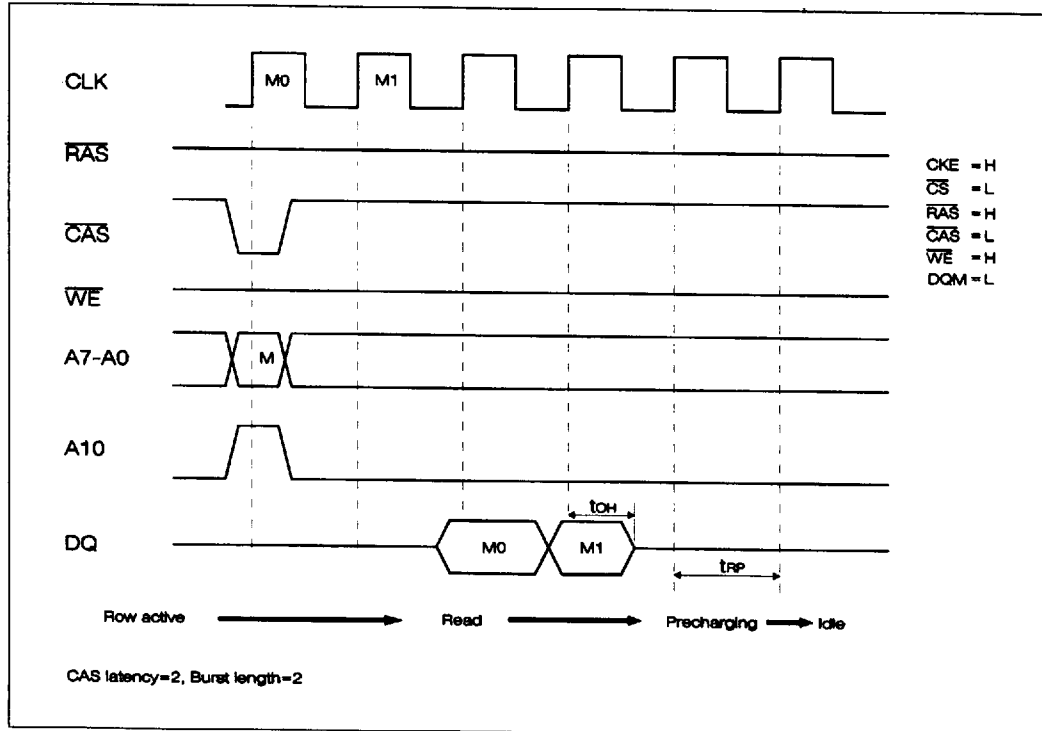 CLK
M0
M1
RAS
CAS
WE
A7-A0
M
A10
DQ
M0
M1
tOH
tRP
CKE = H
CS = L
RAS = H
CAS = L
WE = H
DQM = L
Row active
Read
Precharging
Idle
CAS latency=2, Burst length=2